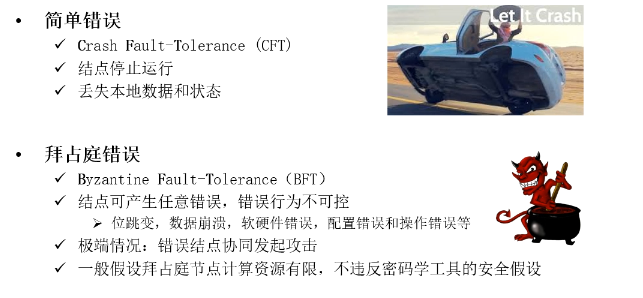 Let It Crash
• 简单错误
✓ Crash Fault-Tolerance (CFT)
✓ 结点停止运行
✓ 丢失本地数据和状态
• 拜占庭错误
✓ Byzantine Fault-Tolerance（BFT）
✓ 结点可产生任意错误，错误行为不可控
➢ 位跳变，数据崩溃，软硬件错误，配置错误和操作错误等
✓ 极端情况：错误结点协同发起攻击
✓ 一般假设拜占庭节点计算资源有限，不违反密码学工具的安全假设